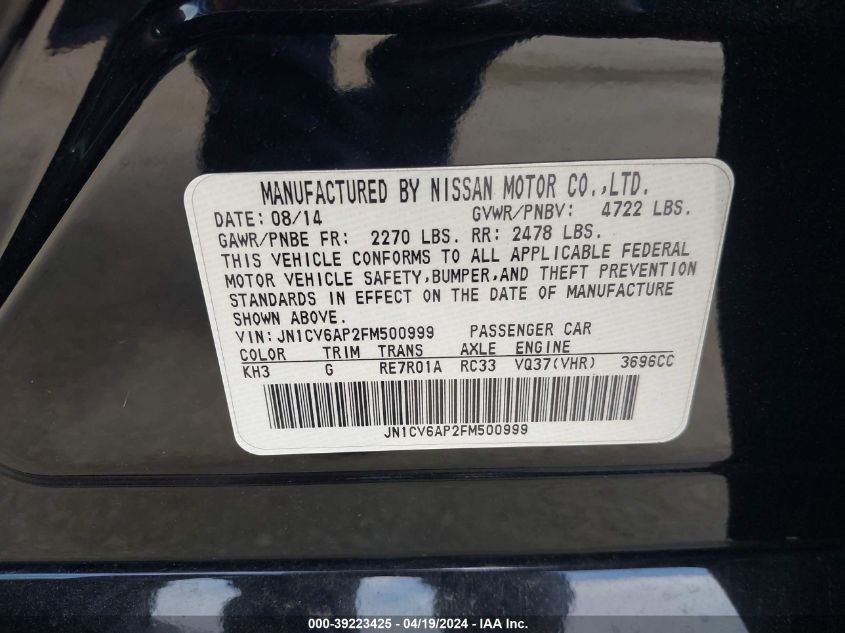 MANUFACTURED BY NISSAN MOTOR CO.,LTD.
DATE: 08/14 GVWR/PNBV: 4722 LBS.
GAWR/PNBE FR: 2270 LBS. RR: 2478 LBS.
THIS VEHICLE CONFORMS TO ALL APPLICABLE FEDERAL
MOTOR VEHICLE SAFETY,BUMPER,AND THEFT PREVENTION
STANDARDS IN EFFECT ON THE DATE OF MANUFACTURE
SHOWN ABOVE.
VIN:JN1CV6AP2FM500999 PASSENGER CAR
COLOR TRIM TRANS AXLE ENGINE
KH3 G RE7R01A RC33 VQ37(VHR) 3696CC
JN1CV6AP2FM500999
000-39223425 - 04/19/2024 - IAA Inc.